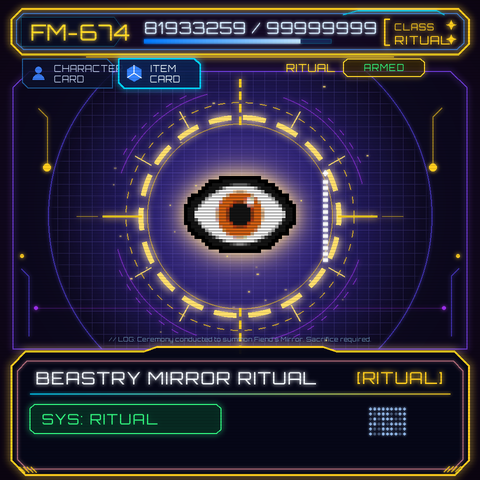 FM-674
81933259 / 99999999
CLASS
RITUAL
CHARACTER
CARD
ITEM
CARD
RITUAL
ARMED
// LOG: Ceremony conducted to summon Fiend's Mirror. Sacrifice required.
BEASTRY MIRROR RITUAL
[RITUAL]
SYS: RITUAL